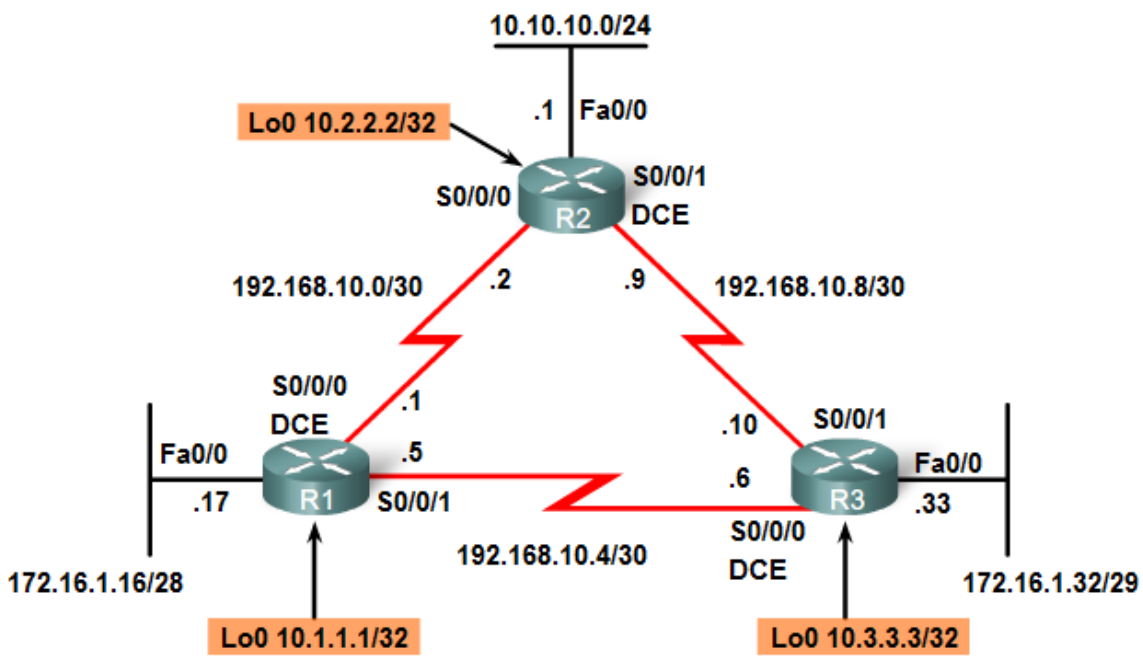 10.10.10.0/24
.1
Fa0/0
Lo0 10.2.2.2/32
S0/0/0
S0/0/1
R2
DCE
192.168.10.0/30
.2
.9
192.168.10.8/30
S0/0/0
DCE
.1
.10
S0/0/1
Fa0/0
.5
.6
Fa0/0
.17
R1
S0/0/1
R3
.33
192.168.10.4/30
S0/0/0
DCE
172.16.1.16/28
172.16.1.32/29
Lo0 10.1.1.1/32
Lo0 10.3.3.3/32